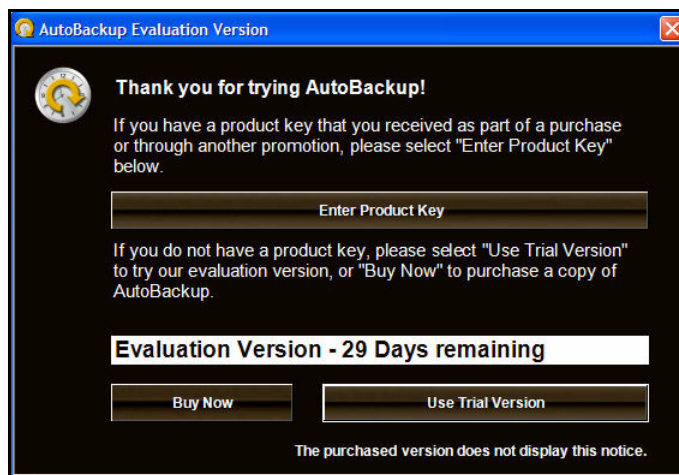 AutoBackup Evaluation Version
Thank you for trying AutoBackup!
If you have a product key that you received as part of a purchase
or through another promotion, please select "Enter Product Key"
below.
Enter Product Key
If you do not have a product key, please select "Use Trial Version"
to try our evaluation version, or "Buy Now" to purchase a copy of
AutoBackup.
Evaluation Version - 29 Days remaining
Buy Now
Use Trial Version
The purchased version does not display this notice.